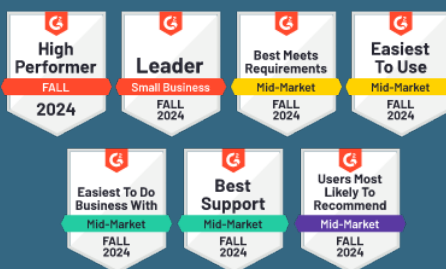 High
Performer
FALL
2024
Leader
Small Business
FALL
2024
Best Meets
Requirements
Mid-Market
FALL
2024
Easiest
To Use
Mid-Market
FALL
2024
Easiest To Do
Business With
Mid-Market
FALL
2024
Best
Support
Mid-Market
FALL
2024
Users Most
Likely To
Recommend
Mid-Market
FALL
2024